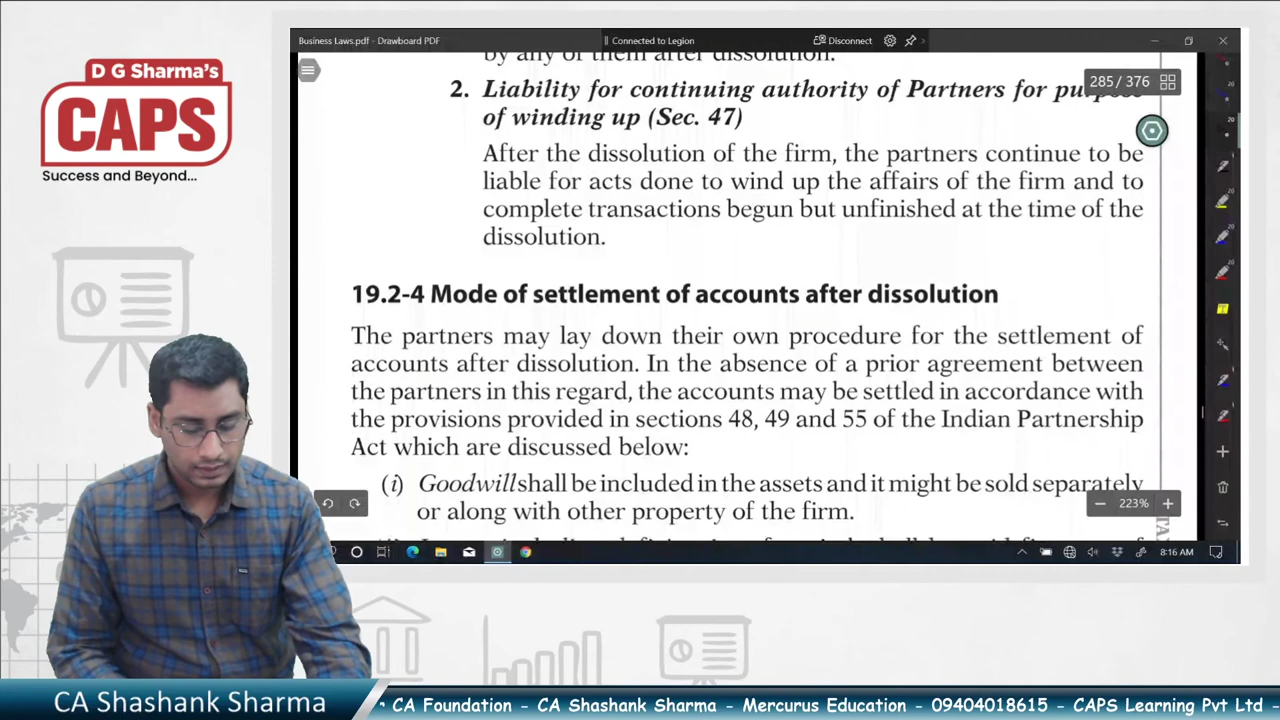 D G Sharma's
CAPS
Success and Beyond...
Business Laws.pdf - Drawboard PDF
Connected to Legion
Disconnect
by any of them after dissolution.
285 / 376
2. Liability for continuing authority of Partners for purpose
of winding up (Sec. 47)
After the dissolution of the firm, the partners continue to be
liable for acts done to wind up the affairs of the firm and to
complete transactions begun but unfinished at the time of the
dissolution.
19.2-4 Mode of settlement of accounts after dissolution
The partners may lay down their own procedure for the settlement of
accounts after dissolution. In the absence of a prior agreement between
the partners in this regard, the accounts may be settled in accordance with
the provisions provided in sections 48, 49 and 55 of the Indian Partnership
Act which are discussed below:
(i) Goodwill shall be included in the assets and it might be sold separately
or along with other property of the firm.
223%
8:16 AM
CA Shashank Sharma
CA Foundation - CA Shashank Sharma - Mercurus Education - 09404018615 - CAPS Learning Pvt Ltd -